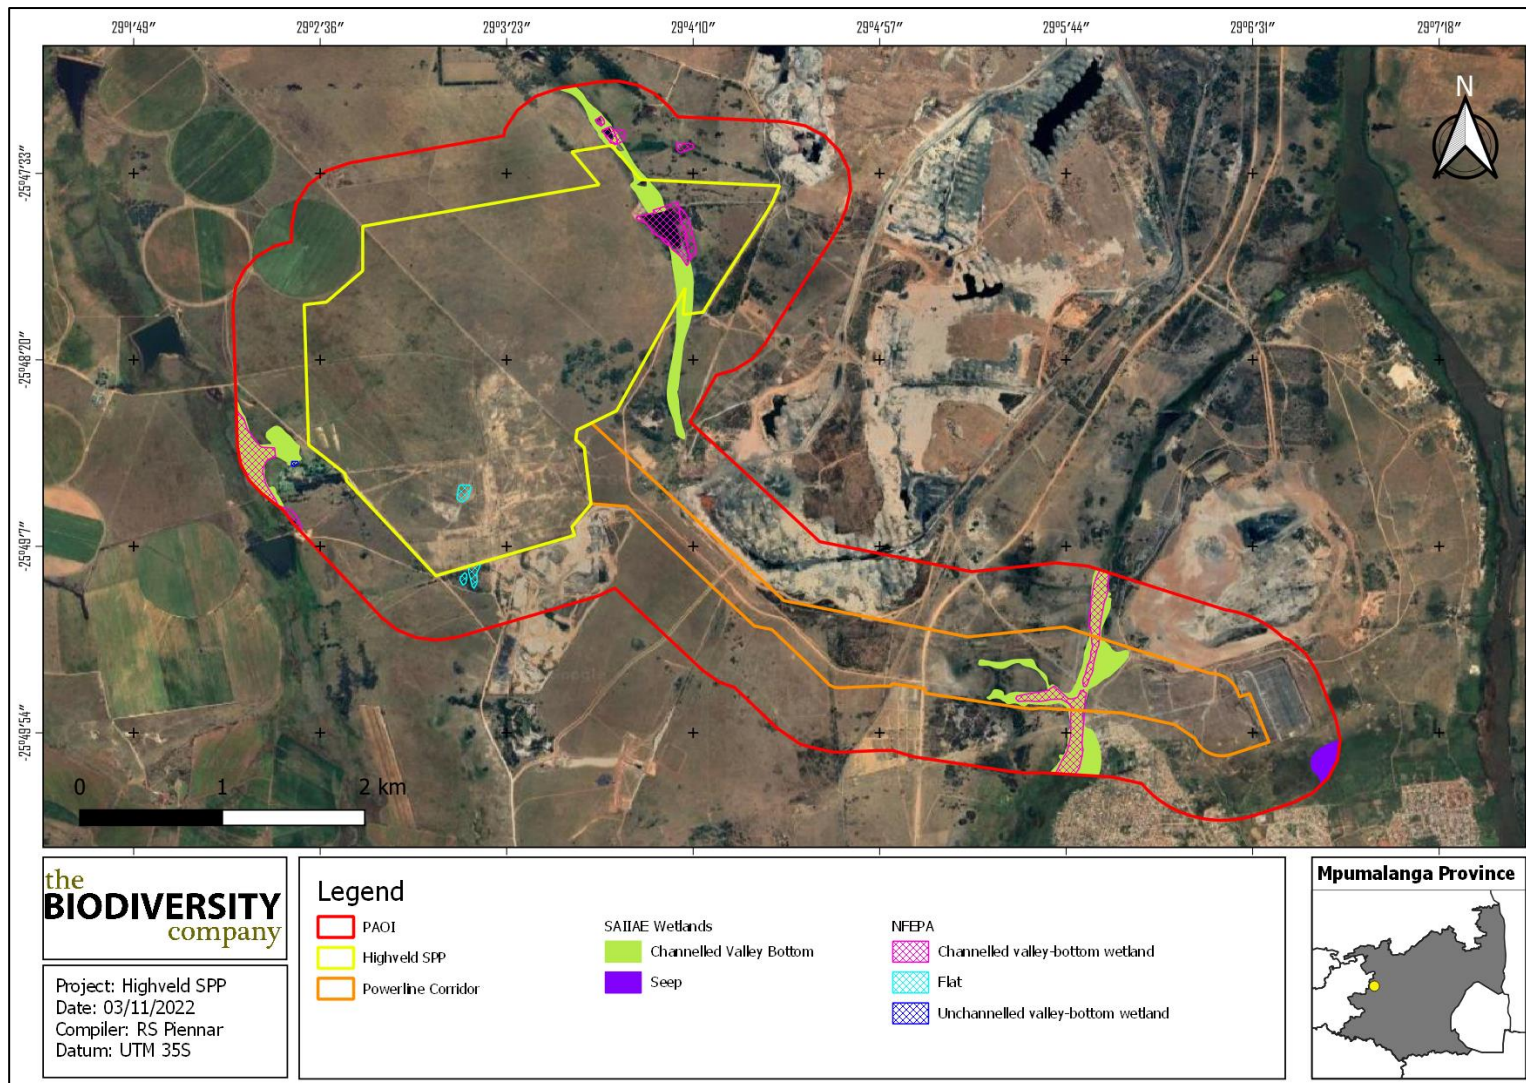 29°1'49"
29°2'36"
29°3'23"
29°4'10"
29°4'57"
29°5'44"
29°6'31"
29°7'18"
N
-25°47'33"
-25°48'20"
-25°49'7"
-25°49'54"
0 1 2 km
the
BIODIVERSITY
company
Project: Highveld SPP
Date: 03/11/2022
Compiler: RS Piennar
Datum: UTM 35S
Legend
PAOI
Highveld SPP
Powerline Corridor
SAIIAE Wetlands
Channelled Valley Bottom
Seep
NFEPA
Channelled valley-bottom wetland
Flat
Unchannelled valley-bottom wetland
Mpumalanga Province